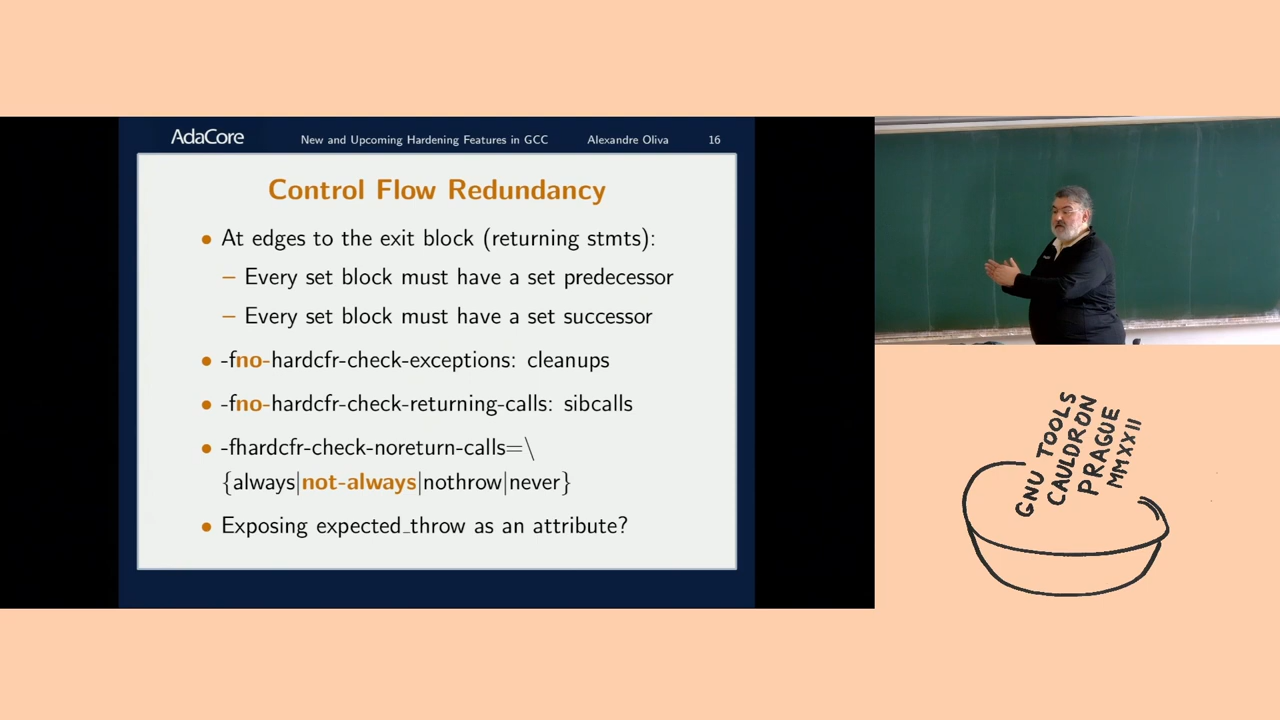 AdaCore New and Upcoming Hardening Features in GCC Alexandre Oliva 16
Control Flow Redundancy
• At edges to the exit block (returning stmts):
– Every set block must have a set predecessor
– Every set block must have a set successor
• -fno-hardcfr-check-exceptions: cleanups
• -fno-hardcfr-check-returning-calls: sibcalls
• -fhardcfr-check-noreturn-calls=\
{always|not-always|nothrow|never}
• Exposing expected_throw as an attribute?
GNU TOOLS
CAULDRON
PRAGUE
MMXXII